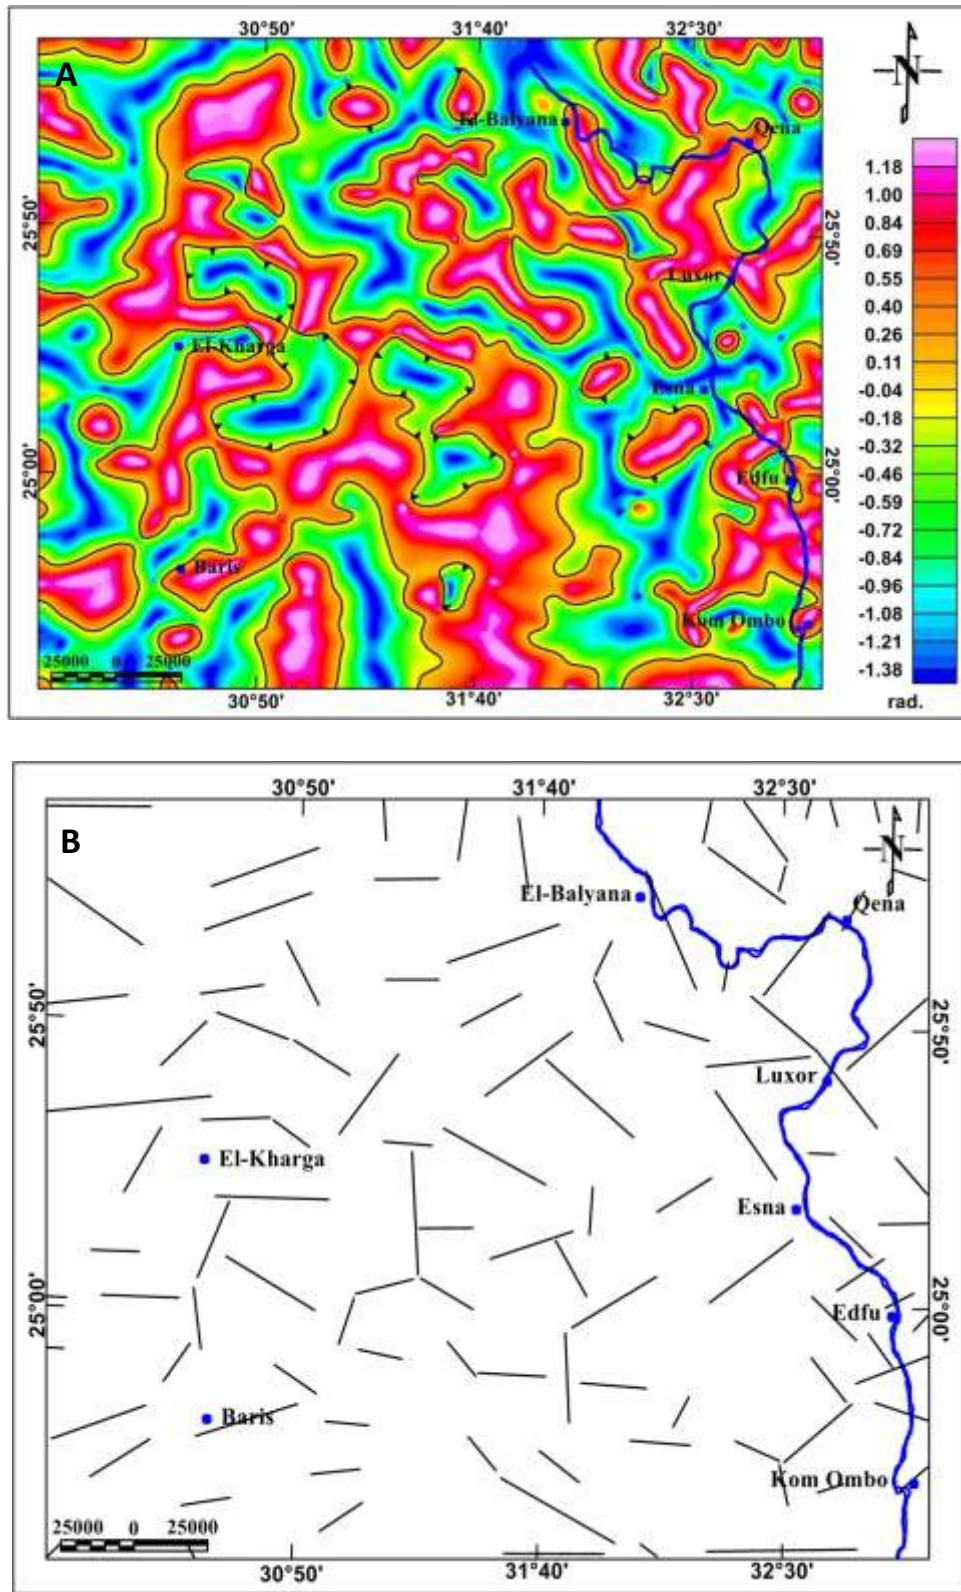 30°50' 31°40' 32°30'
A
N
El-Balyana
Qena
25°50' 25°50'
Luxor
El-Kharga
Esna
25°00' 25°00'
Edfu
Baris
Kom Ombo
25000 0 25000
30°50' 31°40' 32°30'
1.18
1.00
0.84
0.69
0.55
0.40
0.26
0.11
-0.04
-0.18
-0.32
-0.46
-0.59
-0.72
-0.84
-0.96
-1.08
-1.21
-1.38
rad.
30°50' 31°40' 32°30'
B
N
El-Balyana
Qena
25°50' 25°50'
Luxor
El-Kharga
Esna
25°00' 25°00'
Edfu
Baris
Kom Ombo
25000 0 25000
30°50' 31°40' 32°30'